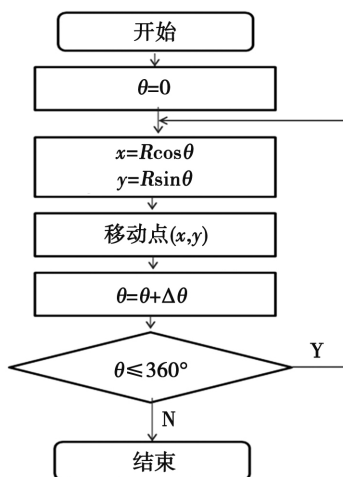 开始
θ=0
x=Rcosθ
y=Rsinθ
移动点(x,y)
θ=θ+Δθ
θ≤360°
Y
N
结束